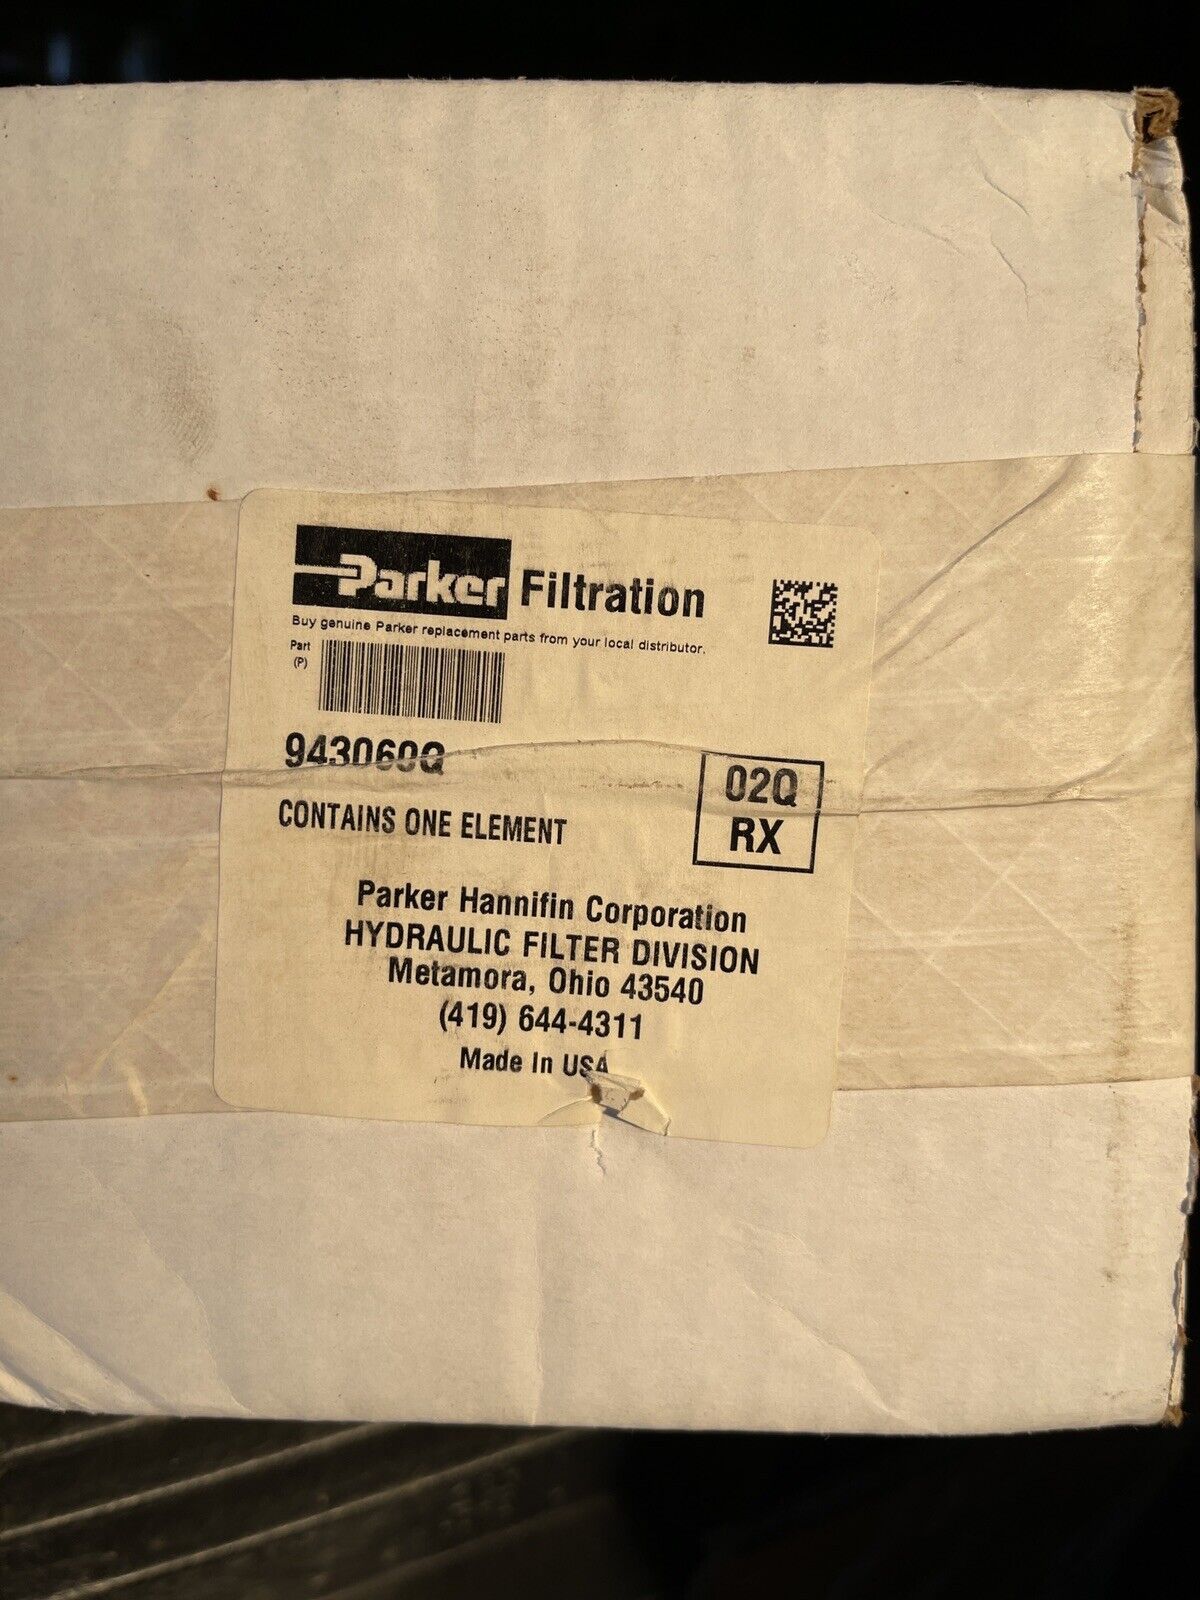 Parker Filtration
Buy genuine Parker replacement parts from your local distributor.
Part
(P)
943060Q
02Q
RX
CONTAINS ONE ELEMENT
Parker Hannifin Corporation
HYDRAULIC FILTER DIVISION
Metamora, Ohio 43540
(419) 644-4311
Made In USA